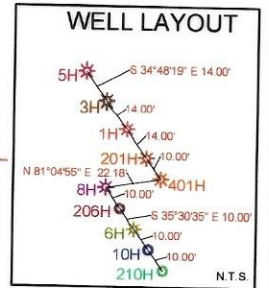 WELL LAYOUT
5H
S 34°48'19" E 14.00'
3H
14.00'
1H
14.00'
201H
10.00'
N 81°04'55" E 22.18'
8H
401H
10.00'
206H
S 35°30'35" E 10.00'
6H
10.00'
10H
10.00'
210H
N.T.S.